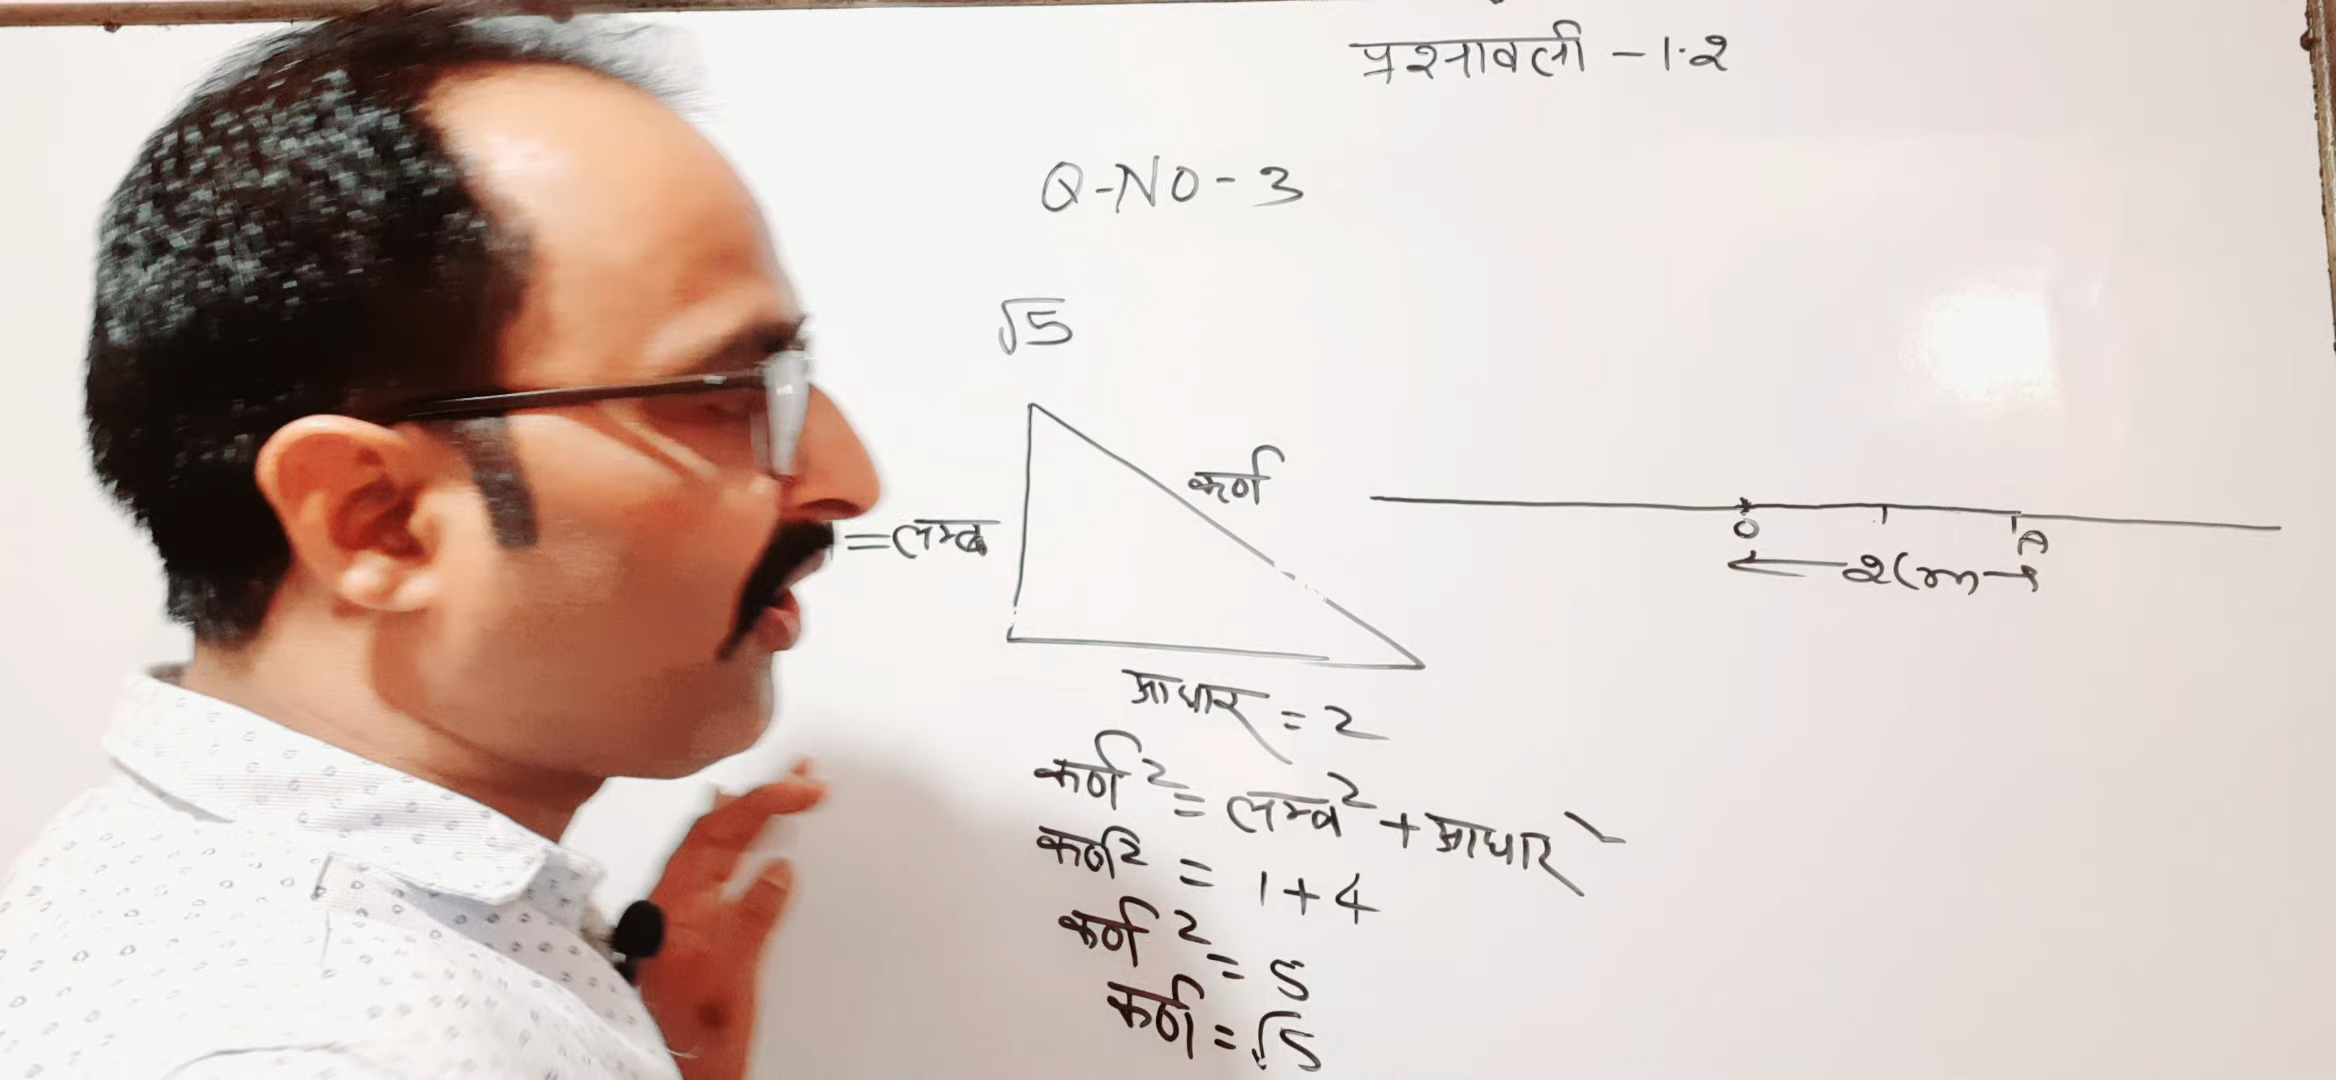 प्रश्नावली - 1.2
Q-NO-3
√5
कर्ण
= लम्ब
O
A
2cm
आधार = 2
कर्ण² = लम्ब² + आधार²
कर्ण² = 1+4
कर्ण² = 5
कर्ण = √5